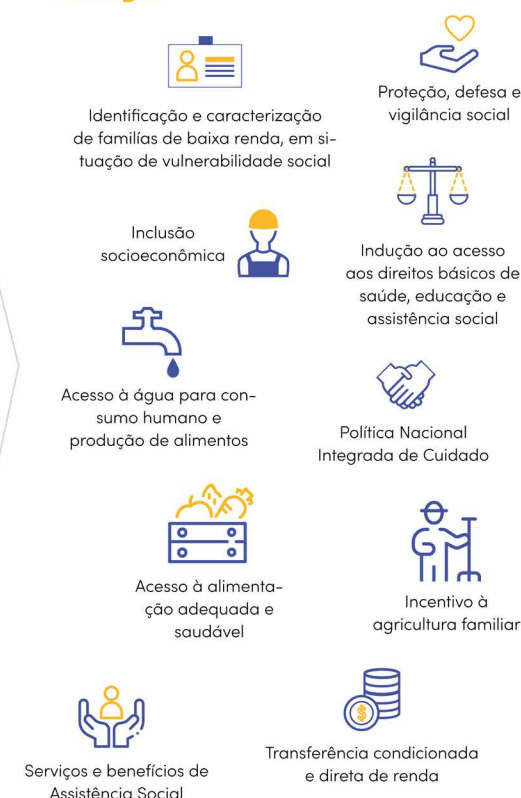 Proteção, defesa e
vigilância social
Identificação e caracterização
de familías de baixa renda, em si-
tuação de vulnerabilidade social
Inclusão
socioeconômica
Indução ao acesso
aos direitos básicos de
saúde, educação e
assistência social
Acesso à água para con-
sumo humano e
produção de alimentos
Política Nacional
Integrada de Cuidado
Acesso à alimenta-
ção adequada e
saudável
Incentivo à
agricultura familiar
$
Transferência condicionada
e direta de renda
Serviços e benefícios de
Assistência Social